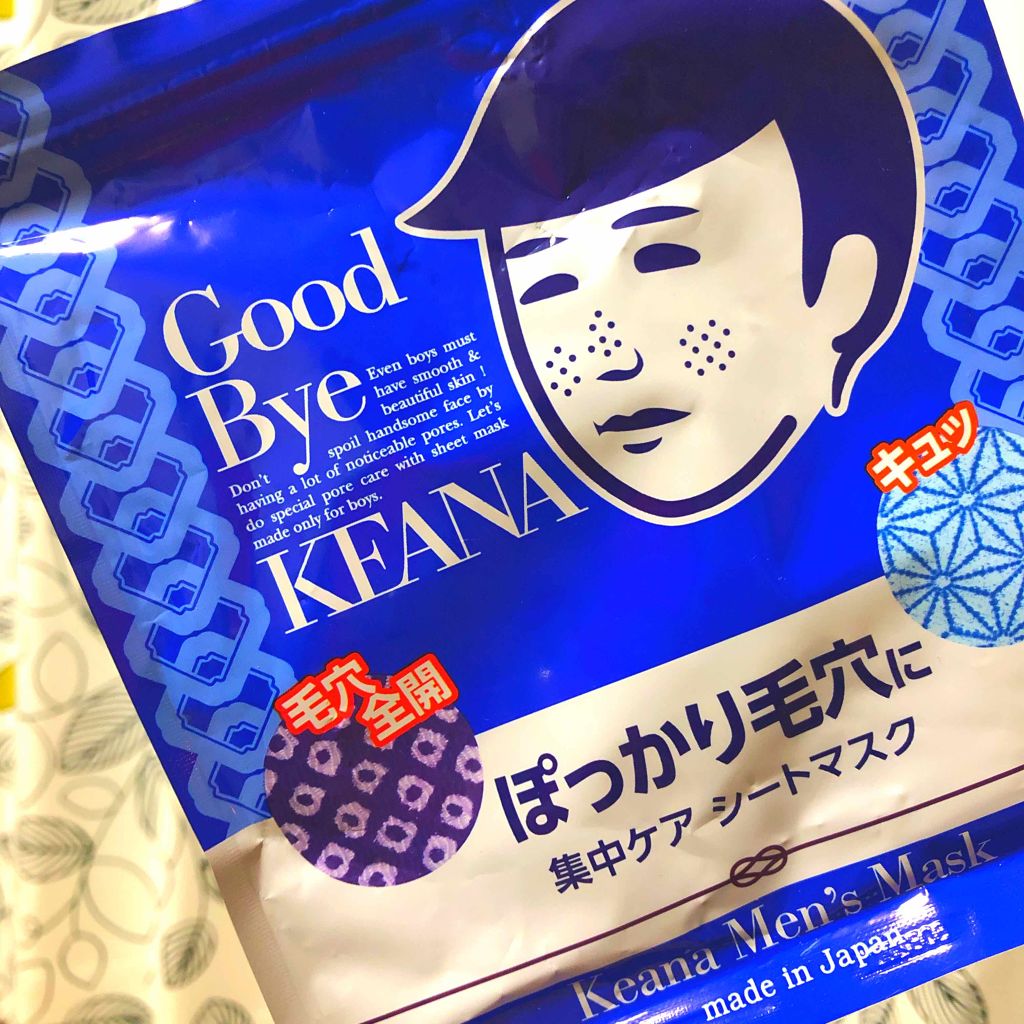 Good
Bye
Even boys must
have smooth &
beautiful skin !
Don't spoil handsome face by
having a lot of noticeable pores. Let's
do special pore care with sheet mask
made only for boys.
KEANA
キュッ
毛穴
全開
ぽっかり毛穴に
集中ケア シートマスク
Keana Men's Mask
made in Japan